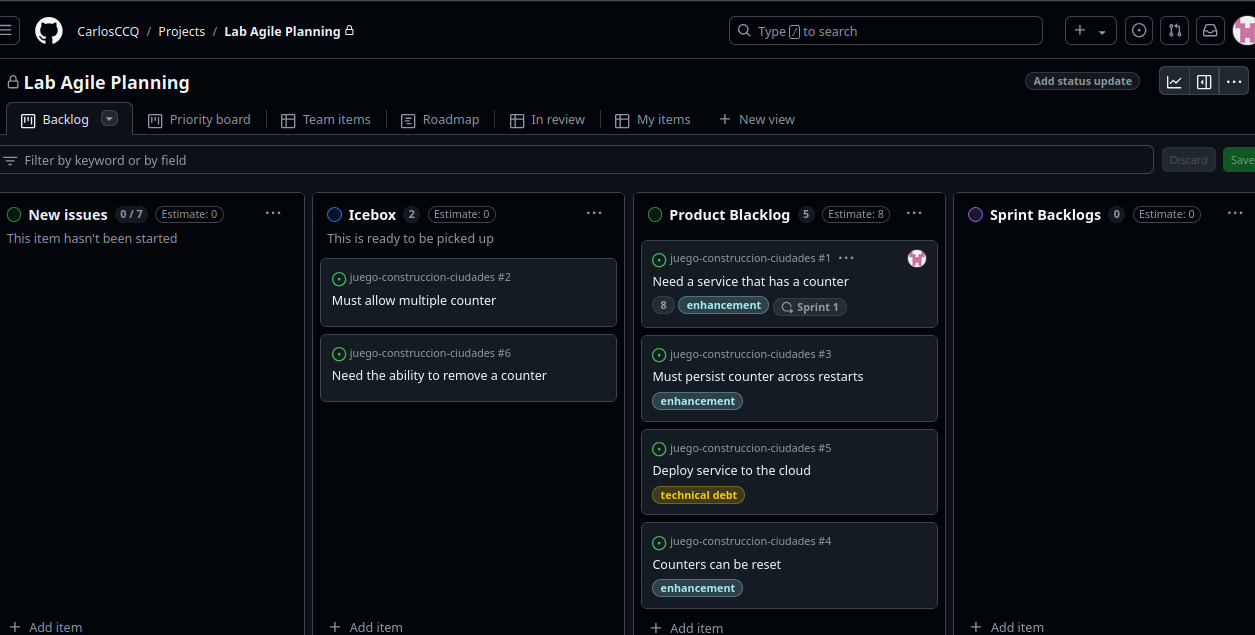 CarlosCCQ / Projects / Lab Agile Planning
Type / to search
Lab Agile Planning
Add status update
Backlog
Priority board
Team items
Roadmap
In review
My items
New view
Filter by keyword or by field
Discard
Save
New issues 0 / 7 Estimate: 0
This item hasn't been started
Add item
Icebox 2 Estimate: 0
This is ready to be picked up
juego-construccion-ciudades #2
Must allow multiple counter
juego-construccion-ciudades #6
Need the ability to remove a counter
Add item
Product Blacklog 5 Estimate: 8
juego-construccion-ciudades #1
Need a service that has a counter
8 enhancement Sprint 1
juego-construccion-ciudades #3
Must persist counter across restarts
enhancement
juego-construccion-ciudades #5
Deploy service to the cloud
technical debt
juego-construccion-ciudades #4
Counters can be reset
enhancement
Add item
Sprint Backlogs 0 Estimate: 0
Add item